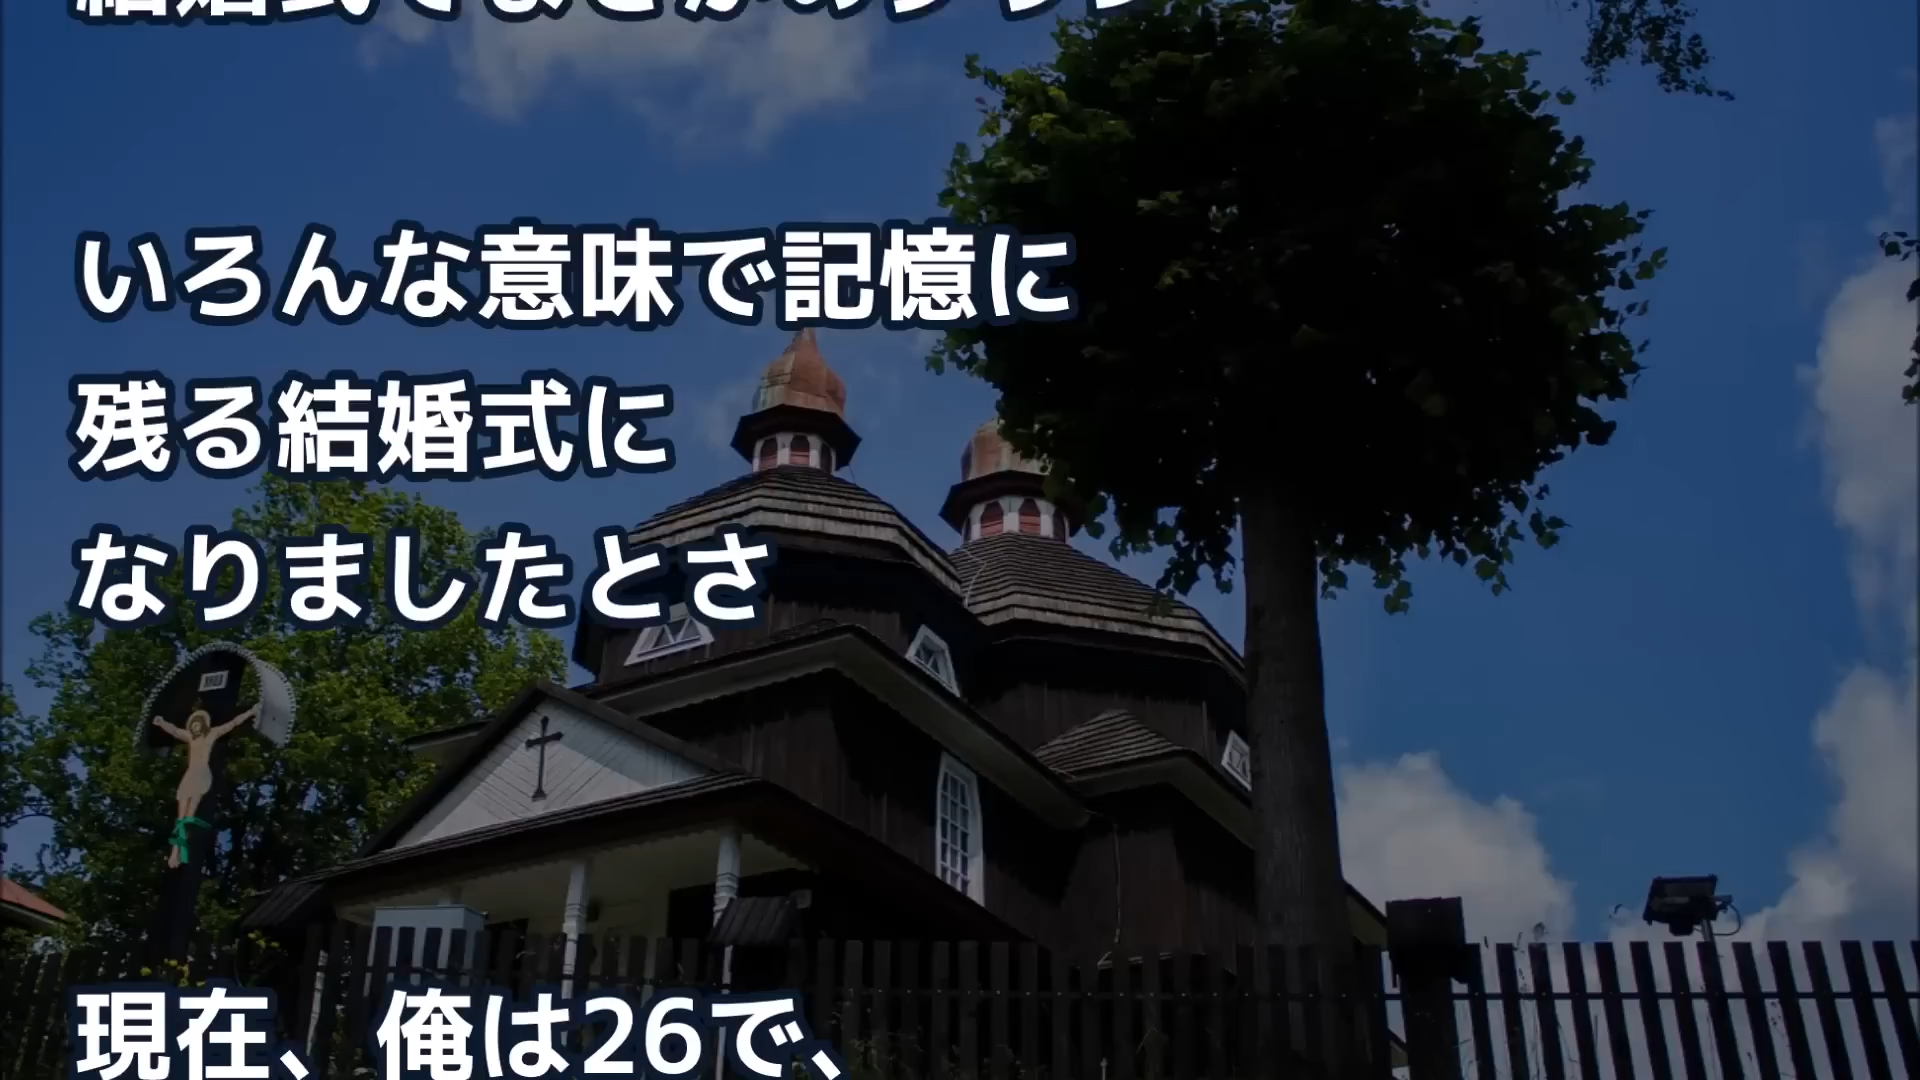 いろんな意味で記憶に
残る結婚式に
なりましたとさ
現在、俺は26で、